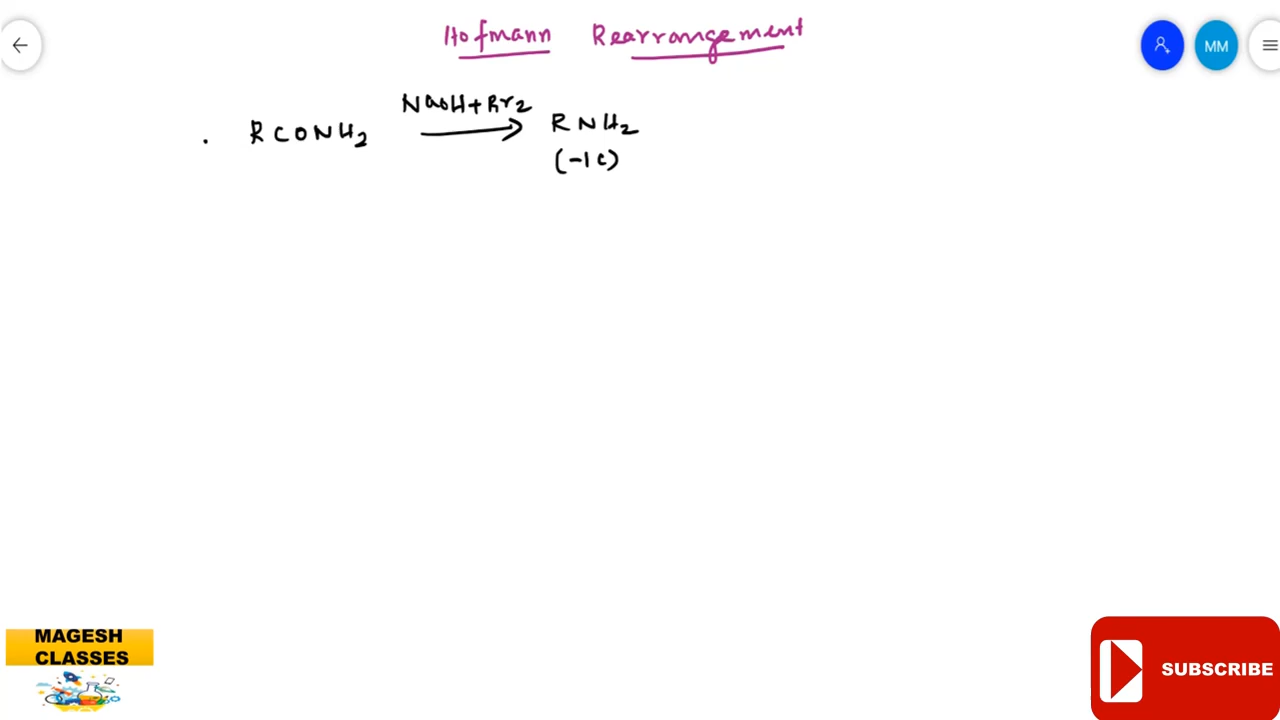 Hofmann Rearrangement
MM
NaOH+Br2
. RCONH2 RNH2
(-1C)
MAGESH
CLASSES
SUBSCRIBE